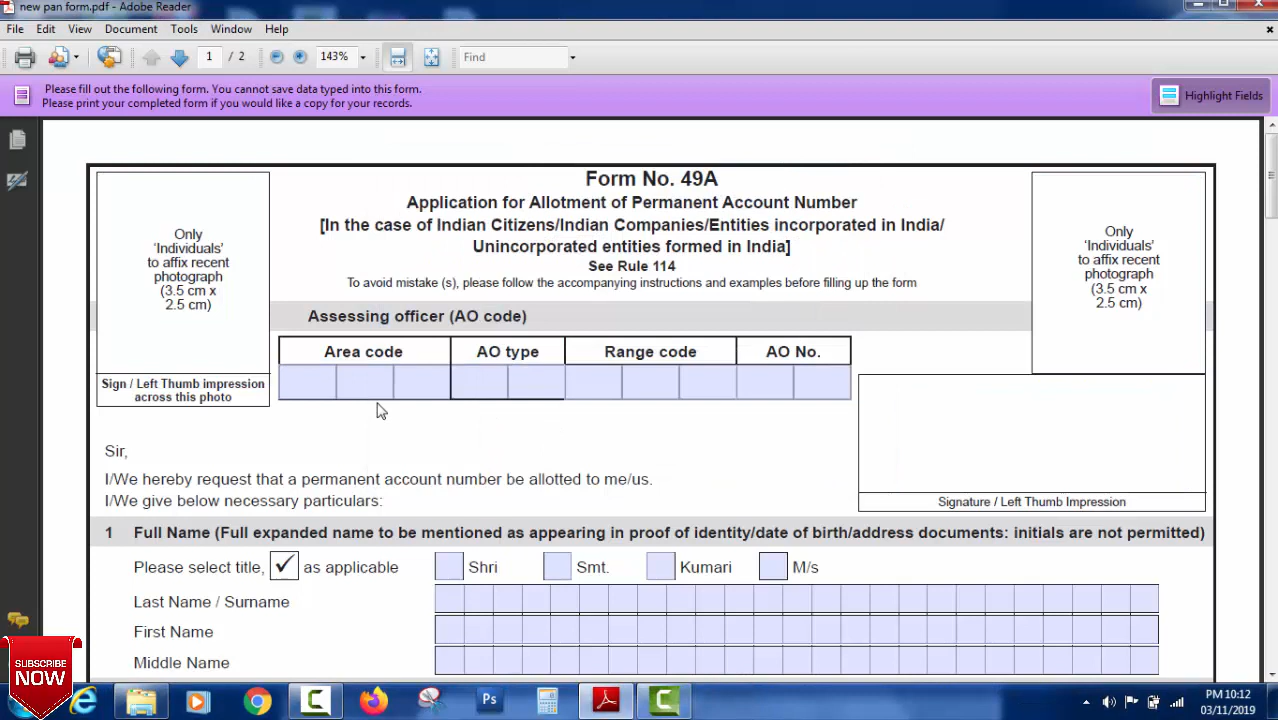 new pan form.pdf - Adobe Reader
File Edit View Document Tools Window Help
1 / 2 143% Find
Please fill out the following form. You cannot save data typed into this form.
Please print your completed form if you would like a copy for your records.
Highlight Fields
Form No. 49A
Application for Allotment of Permanent Account Number
[In the case of Indian Citizens/Indian Companies/Entities incorporated in India/
Unincorporated entities formed in India]
See Rule 114
To avoid mistake (s), please follow the accompanying instructions and examples before filling up the form
Only
‘Individuals’
to affix recent
photograph
(3.5 cm x
2.5 cm)
Only
‘Individuals’
to affix recent
photograph
(3.5 cm x
2.5 cm)
Assessing officer (AO code)
Area code AO type Range code AO No.
Sign / Left Thumb impression
across this photo
Sir,
I/We hereby request that a permanent account number be allotted to me/us.
I/We give below necessary particulars:
Signature / Left Thumb Impression
1 Full Name (Full expanded name to be mentioned as appearing in proof of identity/date of birth/address documents: initials are not permitted)
Please select title, ✓ as applicable Shri Smt. Kumari M/s
Last Name / Surname
First Name
Middle Name
SUBSCRIBE
NOW
Ps
PM 10:12
03/11/2019